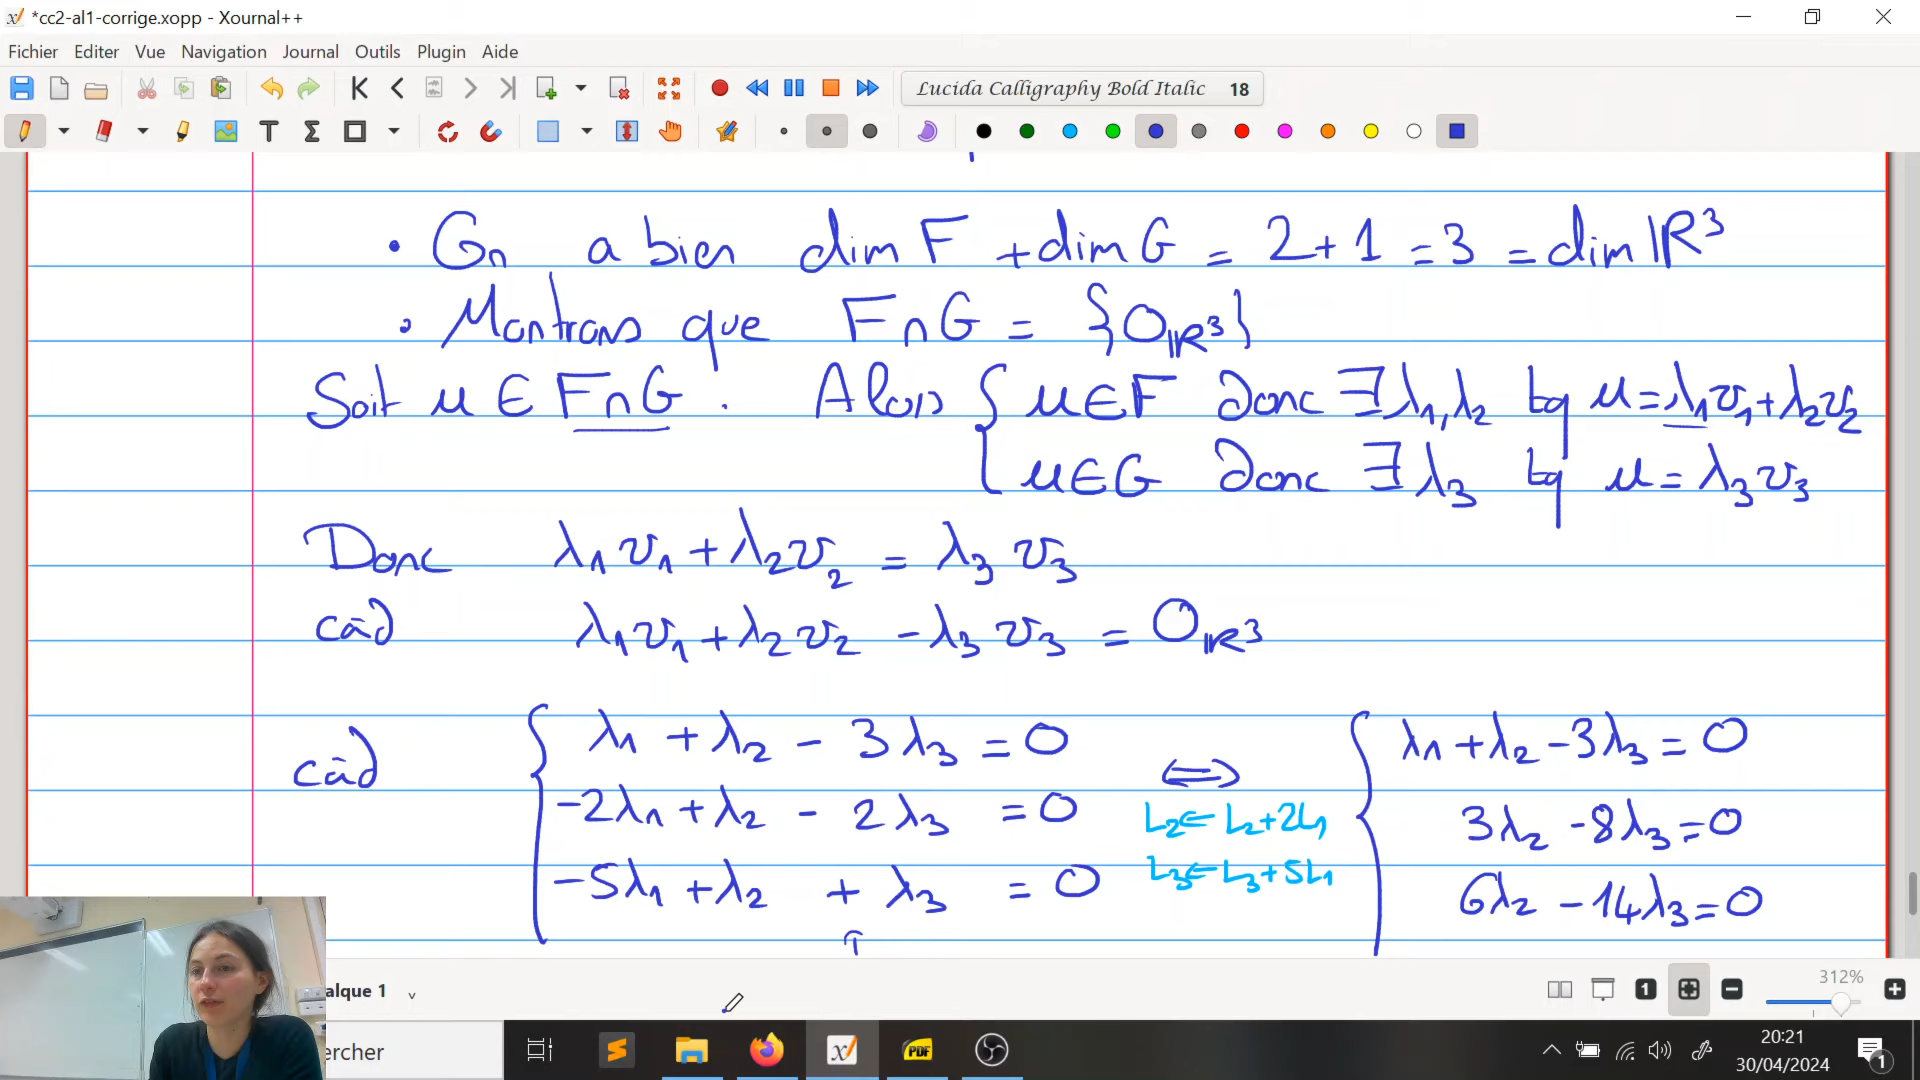 *cc2-al1-corrige.xopp - Xournal++
Fichier Editer Vue Navigation Journal Outils Plugin Aide
Lucida Calligraphy Bold Italic 18
• On a bien dim F + dim G = 2+1 = 3 = dim ℝ³
• Montrons que F∩G = {0ℝ³}
Soit u ∈ F∩G. Alors { u∈F donc ∃ λ₁, λ₂ tq u = λ₁v₁ + λ₂v₂
u∈G donc ∃ λ₃ tq u = λ₃v₃
Donc λ₁v₁ + λ₂v₂ = λ₃v₃
càd λ₁v₁ + λ₂v₂ - λ₃v₃ = 0ℝ³
càd { λ₁ + λ₂ - 3λ₃ = 0 ⟺ { λ₁ + λ₂ - 3λ₃ = 0
-2λ₁ + λ₂ - 2λ₃ = 0 L₂ ← L₂+2L₁ 3λ₂ - 8λ₃ = 0
-5λ₁ + λ₂ + λ₃ = 0 L₃ ← L₃+5L₁ 6λ₂ - 14λ₃ = 0
alque 1
312%
ercher
PDF
20:21
30/04/2024
1